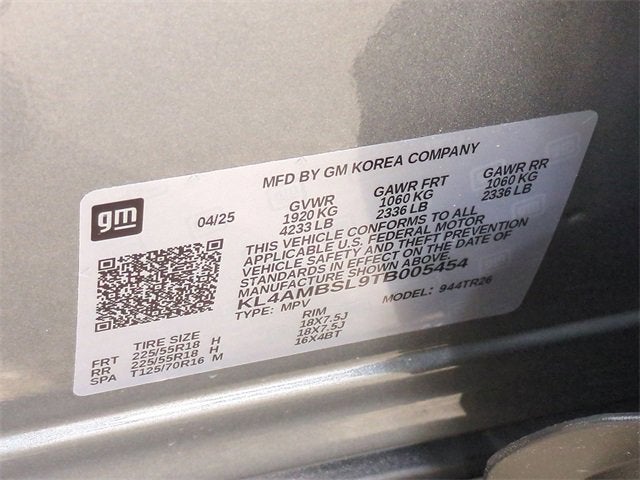 MFD BY GM KOREA COMPANY
gm
04/25
GVWR GAWR FRT GAWR RR
1920 KG 1060 KG 1060 KG
4233 LB 2336 LB 2336 LB
THIS VEHICLE CONFORMS TO ALL
APPLICABLE U.S. FEDERAL MOTOR
VEHICLE SAFETY AND THEFT PREVENTION
STANDARDS IN EFFECT ON THE DATE OF
MANUFACTURE SHOWN ABOVE.
KL4AMBSL9TB005454
TYPE: MPV MODEL: 944TR26
TIRE SIZE RIM
FRT 225/55R18 H 18X7.5J
RR 225/55R18 H 18X7.5J
SPA T125/70R16 M 16X4BT